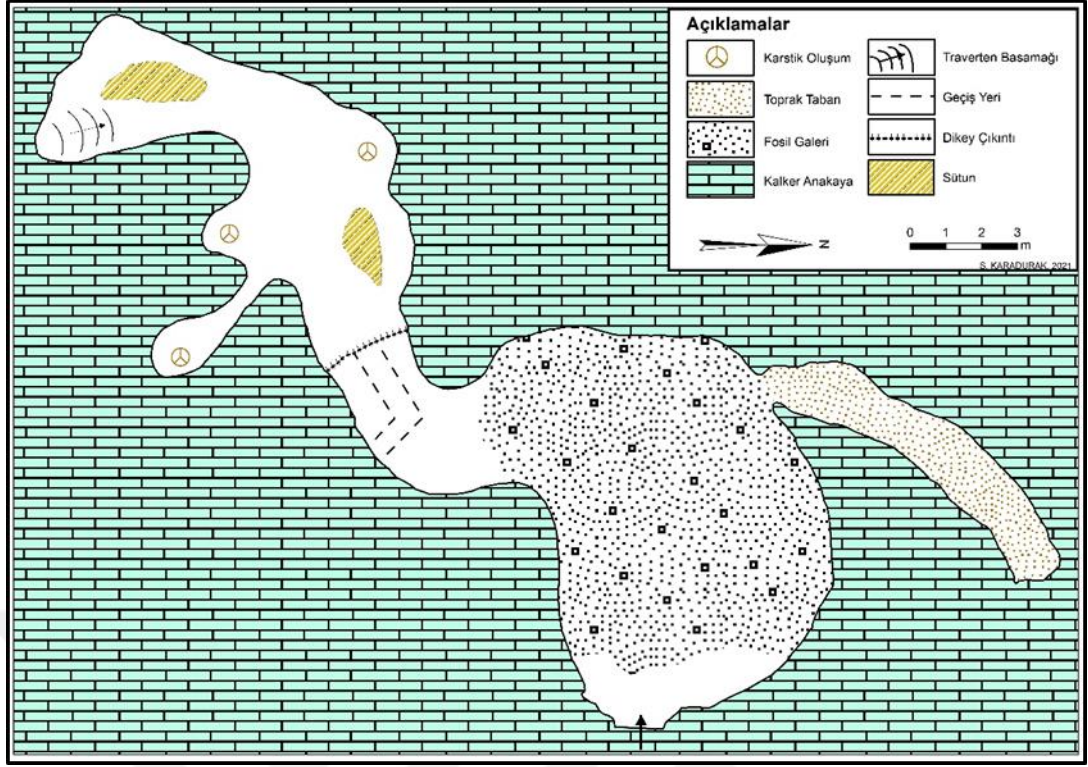 Açıklamalar
Karstik Oluşum
Traverten Basamağı
Toprak Taban
Geçiş Yeri
Fosil Galeri
Dikey Çıkıntı
Kalker Anakaya
Sütun
N
0 1 2 3
m
S. KARADURAK, 2021